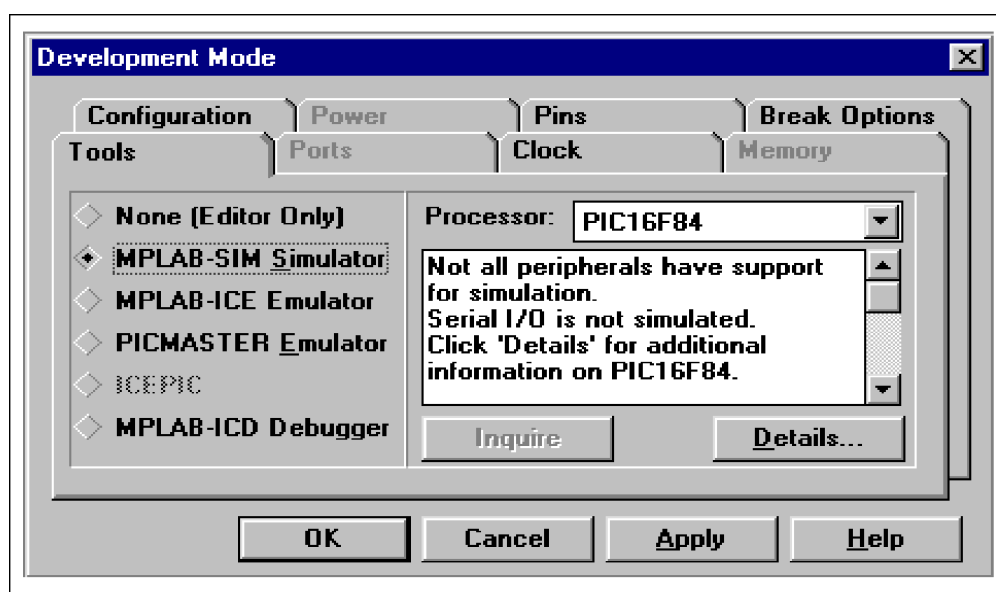 Development Mode
Configuration Power Pins Break Options
Tools Ports Clock Memory
None (Editor Only)
MPLAB-SIM Simulator
MPLAB-ICE Emulator
PICMASTER Emulator
ICEPIC
MPLAB-ICD Debugger
Processor: PIC16F84
Not all peripherals have support
for simulation.
Serial I/O is not simulated.
Click 'Details' for additional
information on PIC16F84.
Inquire Details...
OK Cancel Apply Help